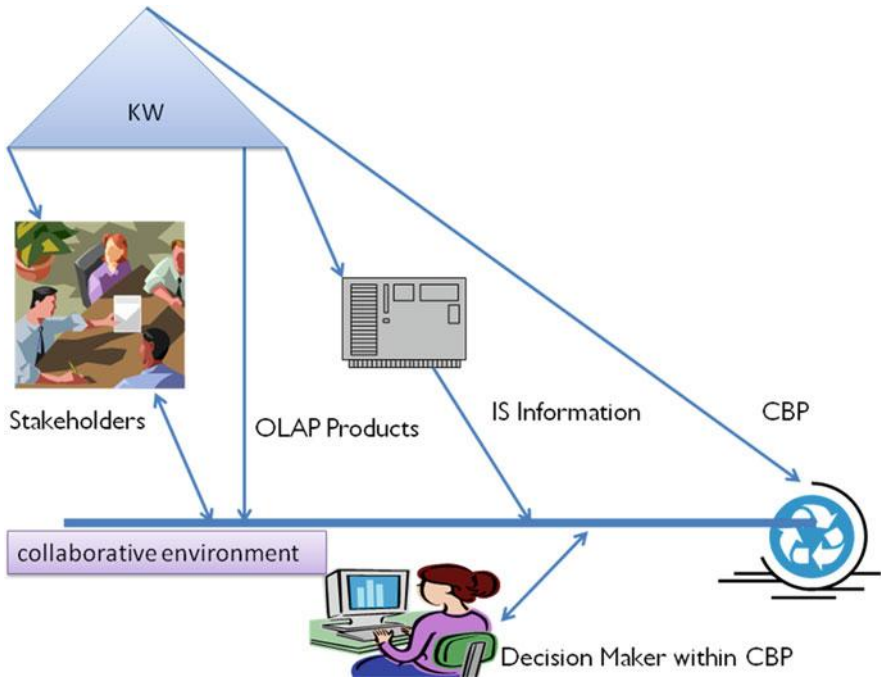 KW
Stakeholders
OLAP Products
IS Information
CBP
collaborative environment
Decision Maker within CBP